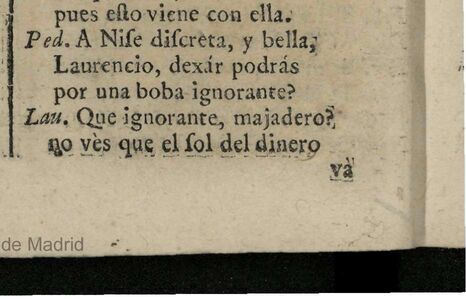 pues eſto viene con ella.
Ped. A Niſe diſcreta, y bella,
Laurencio, dexár podrás
por una boba ignorante?
Lau. Que ignorante, majadero?
no vès que el ſol del dinero
và
de Madrid